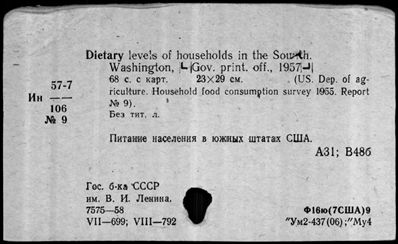 Dietary levels of households in the South.
Washington, [Gov. print. off., 1957].
68 с. с карт. 23×29 см. (US. Dep. of ag-
57-7
riculture. Household food consumption survey 1955. Report
Ин
106
№ 9).
№ 9
Без тит. л.
Питание населения в южных штатах США.
А31; В48б
Гос. б-ка СССР
им. В. И. Ленина.
7575—58
Ф16ю(7США)9
VII—699; VIII—792
"Ум2-437(06);"Му4